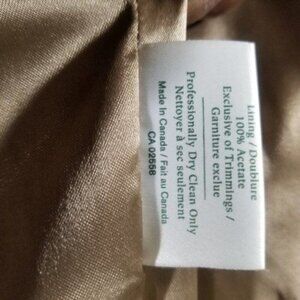 Lining / Doublure
100% Acetate
Exclusive of Trimmings /
Garniture exclue
Professionally Dry Clean Only
Nettoyer à sec seulement
Made in Canada / Fait au Canada
CA 02558